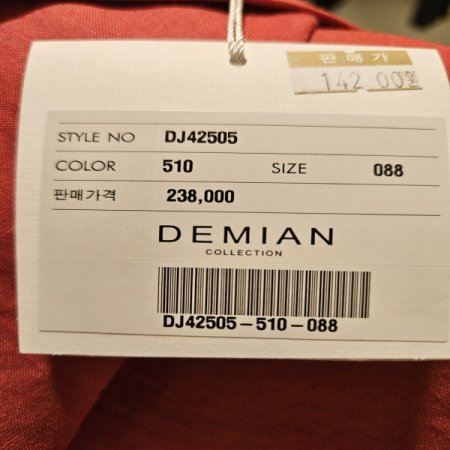 판매가
142,00원
STYLE NO DJ42505
COLOR 510 SIZE 088
판매가격 238,000
DEMIAN
COLLECTION
DJ42505-510-088